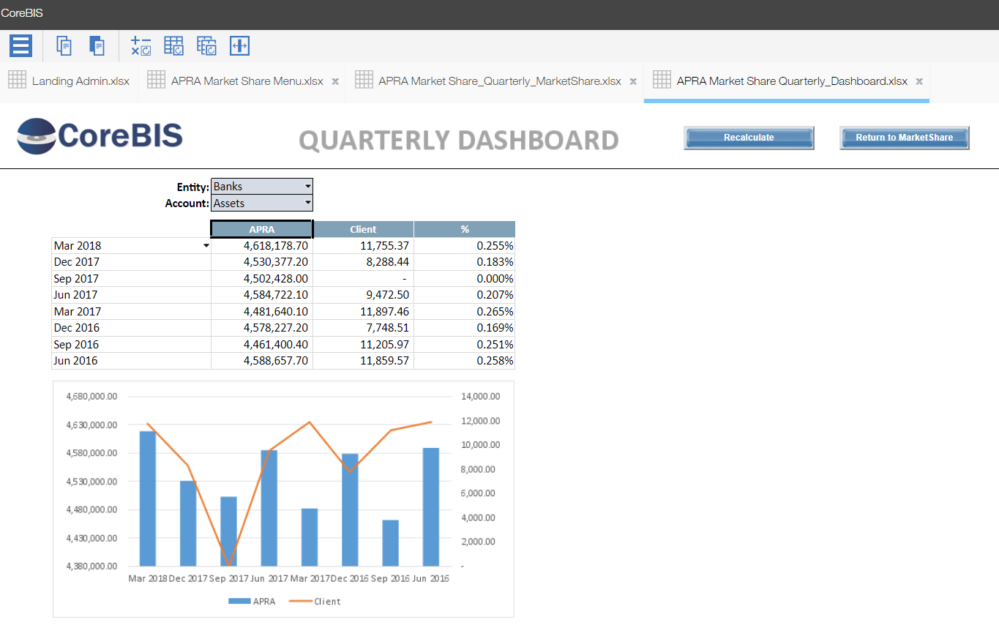 CoreBIS
Landing Admin.xlsx APRA Market Share Menu.xlsx x APRA Market Share_Quarterly_MarketShare.xlsx x APRA Market Share Quarterly_Dashboard.xlsx x
CoreBIS QUARTERLY DASHBOARD Recalculate Return to MarketShare
Entity: Banks
Account: Assets
APRA Client %
Mar 2018 4,618,178.70 11,755.37 0.255%
Dec 2017 4,530,377.20 8,288.44 0.183%
Sep 2017 4,502,428.00 - 0.000%
Jun 2017 4,584,722.10 9,472.50 0.207%
Mar 2017 4,481,640.10 11,897.46 0.265%
Dec 2016 4,578,227.20 7,748.51 0.169%
Sep 2016 4,461,400.40 11,205.97 0.251%
Jun 2016 4,588,657.70 11,859.57 0.258%
4,680,000.00 14,000.00
4,630,000.00 12,000.00
4,580,000.00 10,000.00
4,530,000.00 8,000.00
4,480,000.00 6,000.00
4,430,000.00 4,000.00
4,380,000.00 2,000.00
-
Mar 2018 Dec 2017 Sep 2017 Jun 2017 Mar 2017 Dec 2016 Sep 2016 Jun 2016
APRA Client